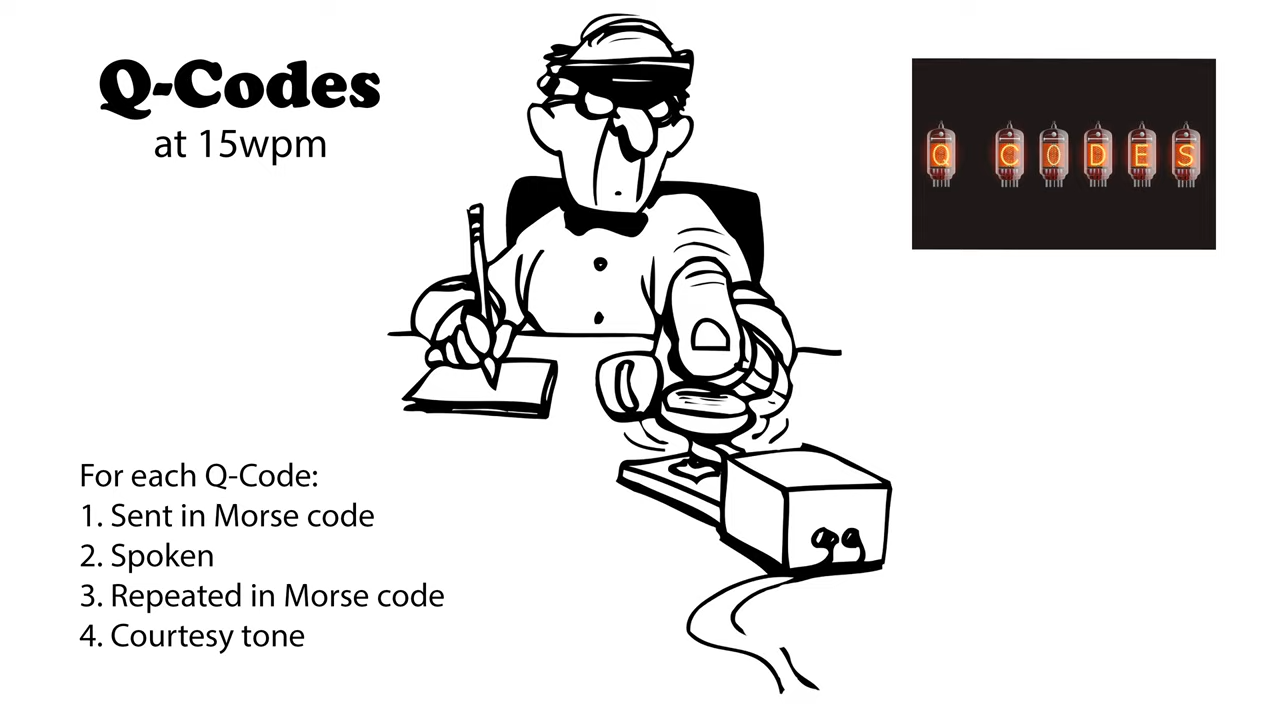 Q-Codes
at 15wpm
Q CODES
For each Q-Code:
1. Sent in Morse code
2. Spoken
3. Repeated in Morse code
4. Courtesy tone